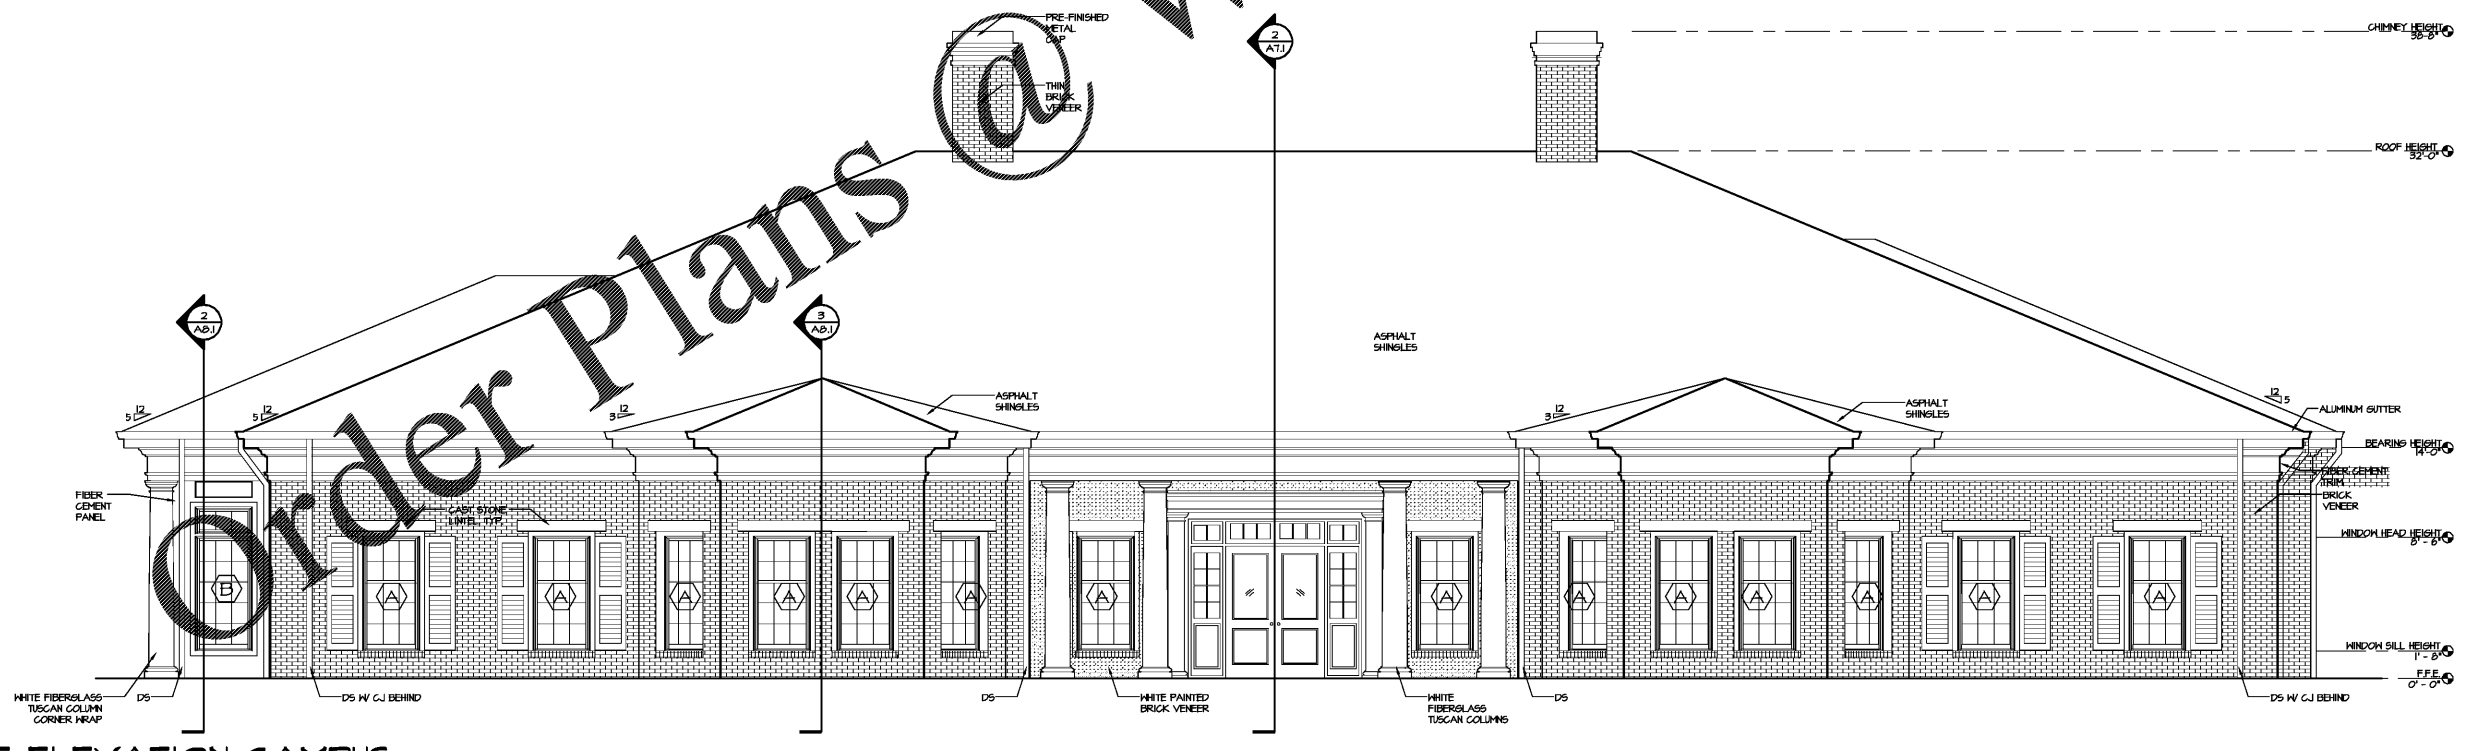 PRE-FINISHED
METAL
CAP
2
A7.1
CHIMNEY HEIGHT
38'-8"
THIN
BRICK
VENEER
ROOF HEIGHT
32'-0"
Order Plans @ W
2
A8.1
3
A8.1
ASPHALT
SHINGLES
12
5
12
5
12
3
ASPHALT
SHINGLES
12
3
ASPHALT
SHINGLES
12
5
ALUMINUM GUTTER
BEARING HEIGHT
14'-0"
FIBER CEMENT
TRIM
BRICK
VENEER
FIBER
CEMENT
PANEL
CAST STONE
LINTEL TYP.
WINDOW HEAD HEIGHT
8' - 8"
B
A
A
A
A
A
A
A
A
A
A
A
A
A
A
WINDOW SILL HEIGHT
1' - 8"
F.F.E.
0' - 0"
WHITE FIBERGLASS
TUSCAN COLUMN
CORNER WRAP
DS
DS W/ CJ BEHIND
DS
WHITE PAINTED
BRICK VENEER
WHITE
FIBERGLASS
TUSCAN COLUMNS
DS
DS W/ CJ BEHIND
ELEVATION CAMPUS